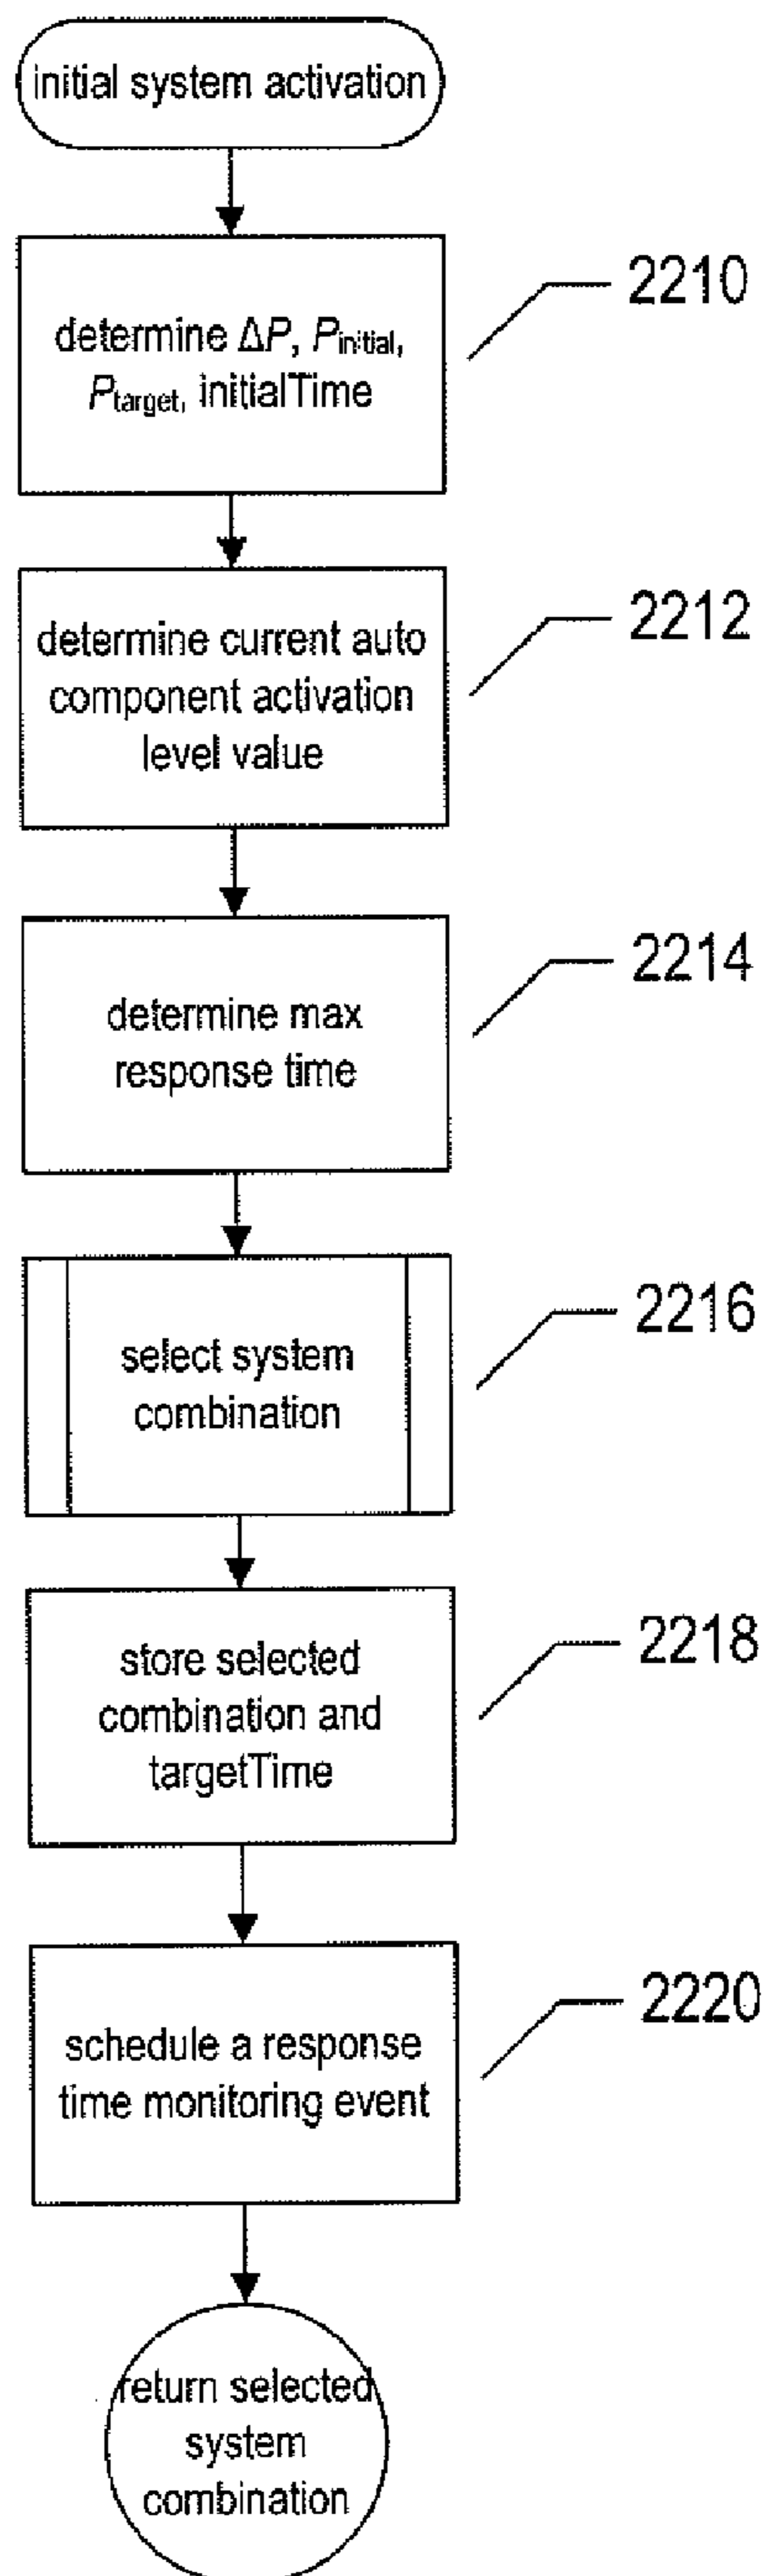 initial system activation
determine ΔP, Pinitial,
Ptarget, initialTime
2210
determine current auto
component activation
level value
2212
determine max
response time
2214
select system
combination
2216
store selected
combination and
targetTime
2218
schedule a response
time monitoring event
2220
return selected
system
combination